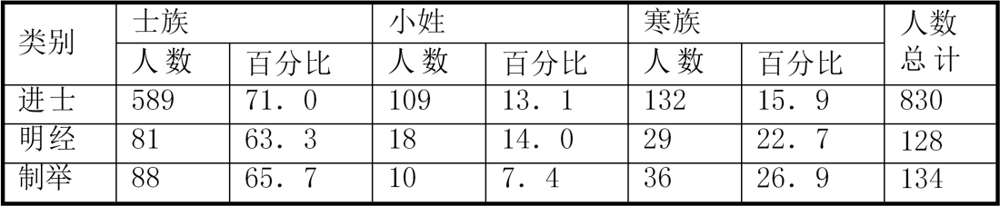 类别 士族 小姓 寒族 人数总计
人数 百分比 人数 百分比 人数 百分比
进士 589 71．0 109 13．1 132 15．9 830
明经 81 63．3 18 14．0 29 22．7 128
制举 88 65．7 10 7．4 36 26．9 134